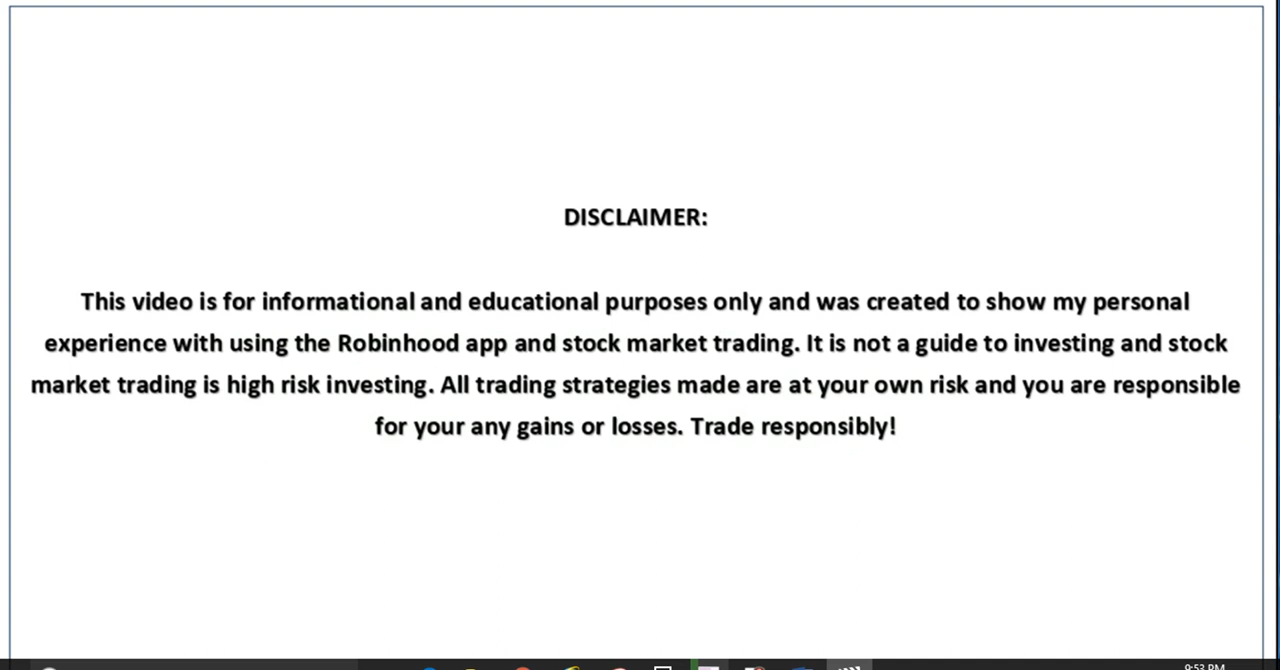 DISCLAIMER:
This video is for informational and educational purposes only and was created to show my personal
experience with using the Robinhood app and stock market trading. It is not a guide to investing and stock
market trading is high risk investing. All trading strategies made are at your own risk and you are responsible
for your any gains or losses. Trade responsibly!
9:53 PM